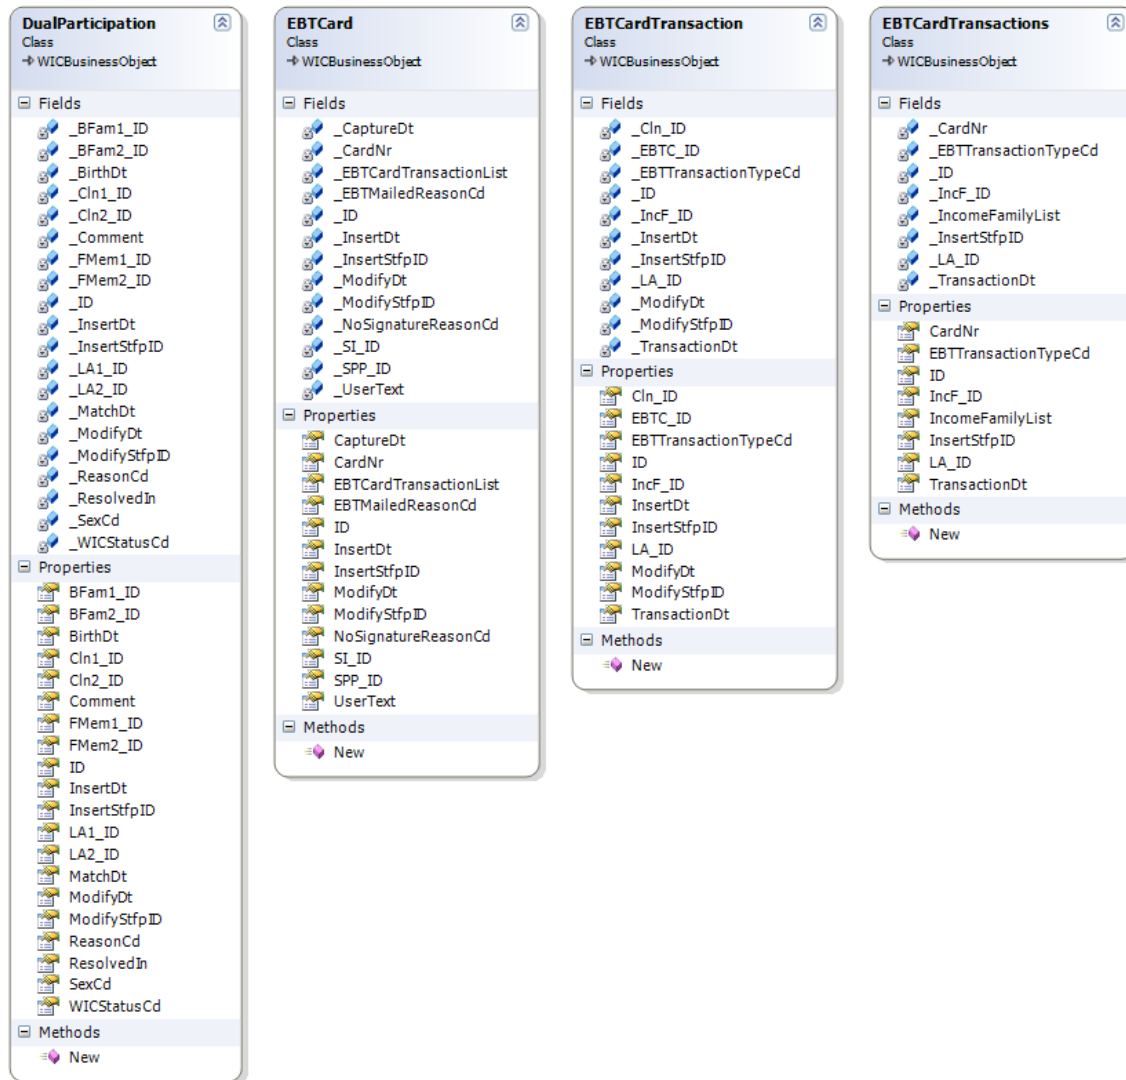 DualParticipation
Class
WICBusinessObject
Fields
_BFam1_ID
_BFam2_ID
_BirthDt
_Cln1_ID
_Cln2_ID
_Comment
_FMem1_ID
_FMem2_ID
_ID
_InsertDt
_InsertStfpID
_LA1_ID
_LA2_ID
_MatchDt
_ModifyDt
_ModifyStfpID
_ReasonCd
_ResolvedIn
_SexCd
_WICStatusCd
Properties
BFam1_ID
BFam2_ID
BirthDt
Cln1_ID
Cln2_ID
Comment
FMem1_ID
FMem2_ID
ID
InsertDt
InsertStfpID
LA1_ID
LA2_ID
MatchDt
ModifyDt
ModifyStfpID
ReasonCd
ResolvedIn
SexCd
WICStatusCd
Methods
New
EBTCard
Class
WICBusinessObject
Fields
_CaptureDt
_CardNr
_EBTCardTransactionList
_EBTMailedReasonCd
_ID
_InsertDt
_InsertStfpID
_ModifyDt
_ModifyStfpID
_NoSignatureReasonCd
_SI_ID
_SPP_ID
_UserText
Properties
CaptureDt
CardNr
EBTCardTransactionList
EBTMailedReasonCd
ID
InsertDt
InsertStfpID
ModifyDt
ModifyStfpID
NoSignatureReasonCd
SI_ID
SPP_ID
UserText
Methods
New
EBTCardTransaction
Class
WICBusinessObject
Fields
_Cln_ID
_EBTC_ID
_EBTTransactionTypeCd
_ID
_IncF_ID
_InsertDt
_InsertStfpID
_LA_ID
_ModifyDt
_ModifyStfpID
_TransactionDt
Properties
Cln_ID
EBTC_ID
EBTTransactionTypeCd
ID
IncF_ID
InsertDt
InsertStfpID
LA_ID
ModifyDt
ModifyStfpID
TransactionDt
Methods
New
EBTCardTransactions
Class
WICBusinessObject
Fields
_CardNr
_EBTTransactionTypeCd
_ID
_IncF_ID
_IncomeFamilyList
_InsertStfpID
_LA_ID
_TransactionDt
Properties
CardNr
EBTTransactionTypeCd
ID
IncF_ID
IncomeFamilyList
InsertStfpID
LA_ID
TransactionDt
Methods
New